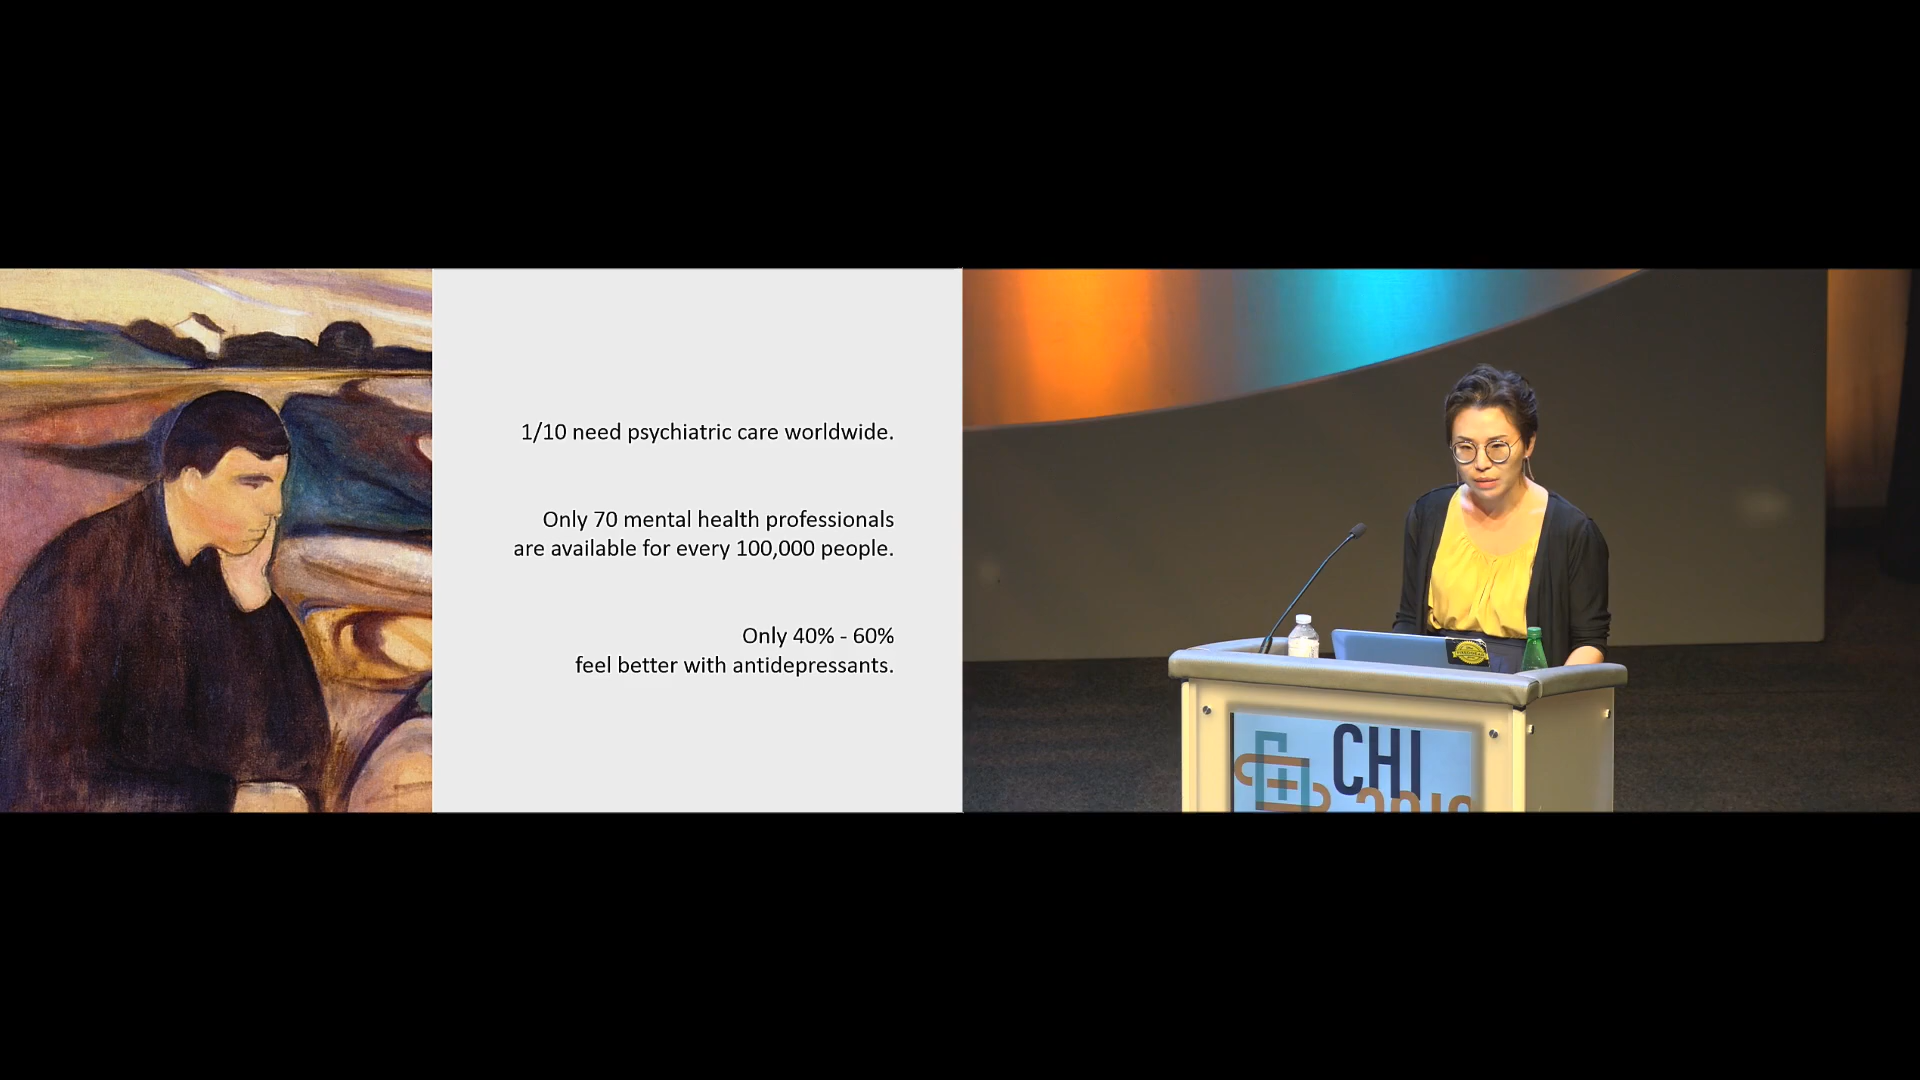 1/10 need psychiatric care worldwide.
Only 70 mental health professionals
are available for every 100,000 people.
Only 40% - 60%
feel better with antidepressants.
CHI